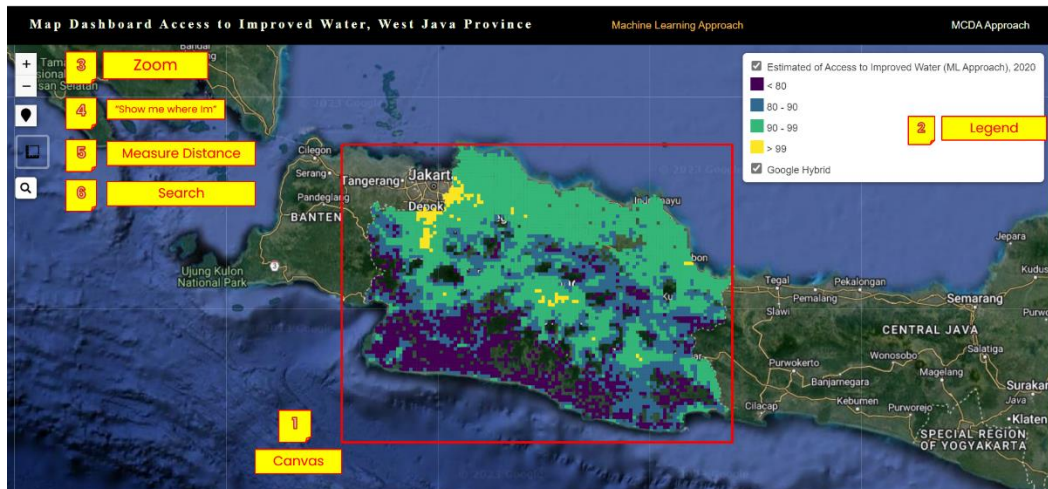 Map Dashboard Access to Improved Water, West Java Province
Machine Learning Approach
MCDA Approach
+
−
3
Zoom
4
"Show me where Im"
5
Measure Distance
6
Search
Estimated of Access to Improved Water (ML Approach), 2020
< 80
80 - 90
90 - 99
> 99
Google Hybrid
2
Legend
1
Canvas
Cilegon
Serang
Tangerang
Jakarta
Depok
Pandeglang
BANTEN
Ujung Kulon
National Park
Tegal
Pekalongan
Pemalang
Slawi
Semarang
Jepara
Kudus
CENTRAL JAVA
Salatiga
Wonosobo
Magelang
Purwokerto
Banjarnegara
Kebumen
Purworejo
Cilacap
Klaten
SPECIAL REGION
OF YOGYAKARTA